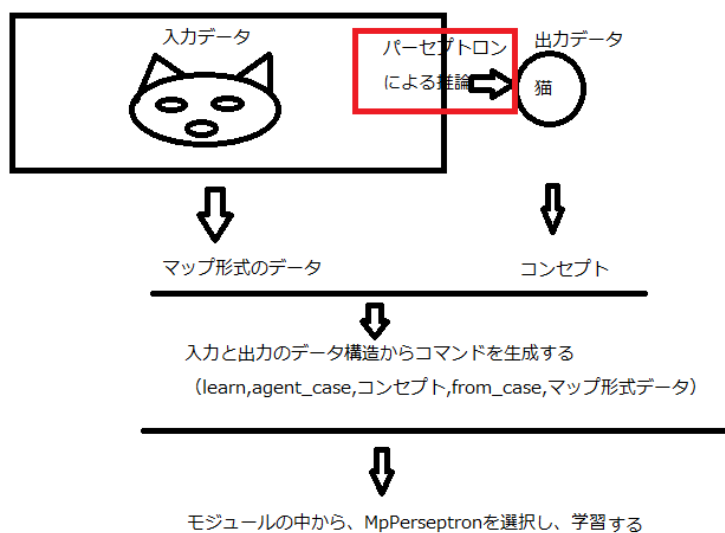 入力データ
パーセプトロン
による推論
出力データ
猫
マップ形式のデータ
コンセプト
入力と出力のデータ構造からコマンドを生成する
（learn,agent_case,コンセプト,from_case,マップ形式データ）
モジュールの中から、MpPerseptronを選択し、学習する